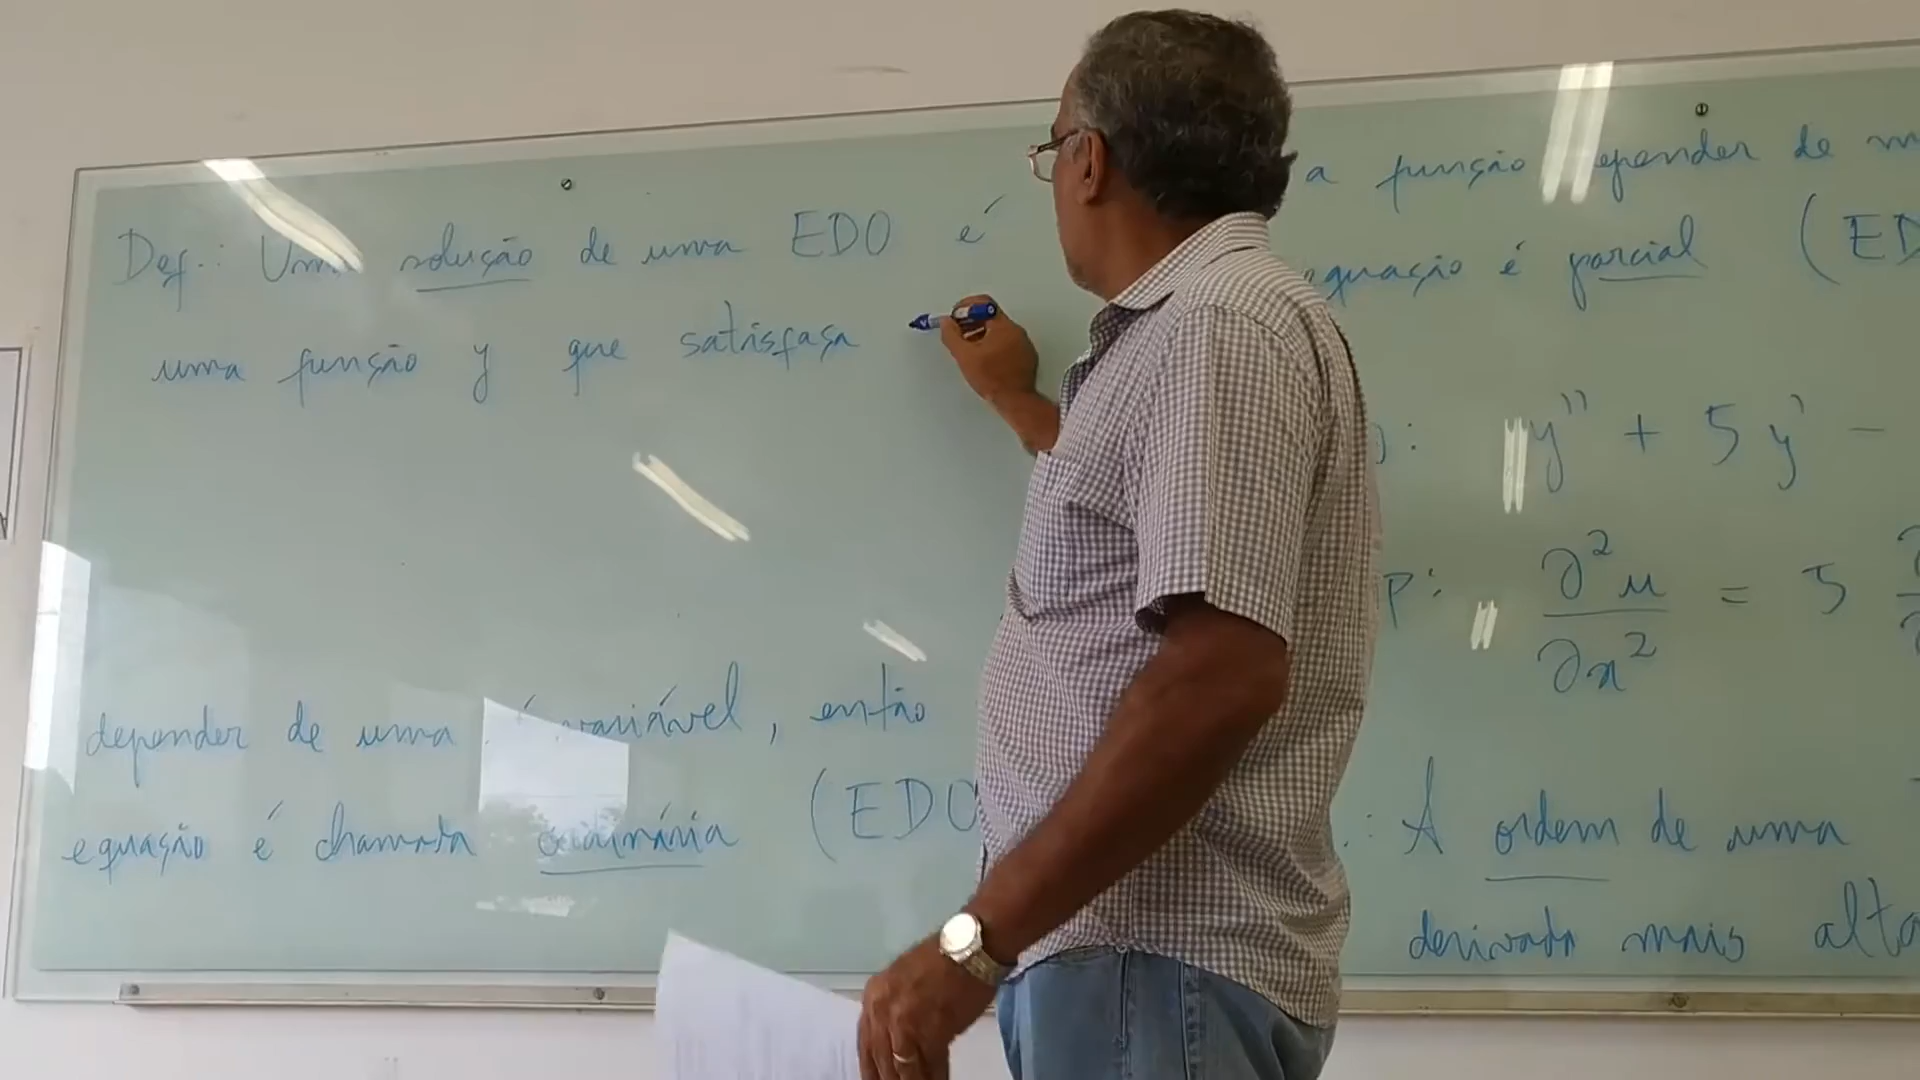 Def.: Uma solução de uma EDO é
uma função y que satisfaça
depender de uma variável, então
equação é chamada ordinária (EDO
a função depender de m
equação é parcial (ED
: y'' + 5y' -
P: ∂²u/∂x² = 5
: A ordem de uma
derivada mais alta